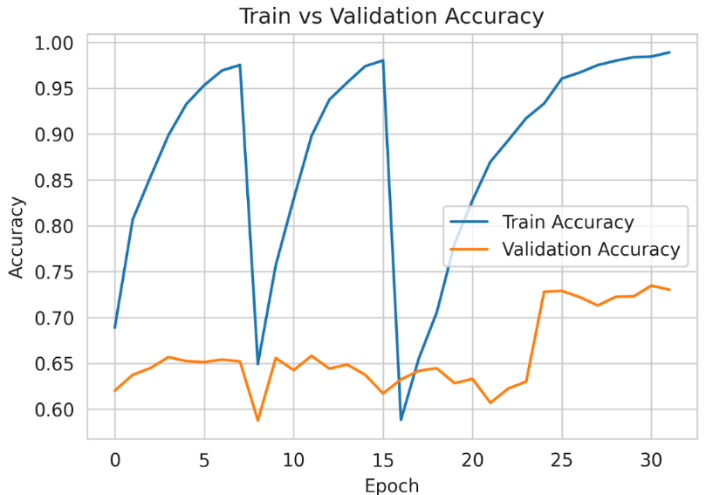 Train vs Validation Accuracy
1.00
0.95
0.90
0.85
0.80
0.75
0.70
0.65
0.60
Accuracy
Train Accuracy
Validation Accuracy
0 5 10 15 20 25 30
Epoch